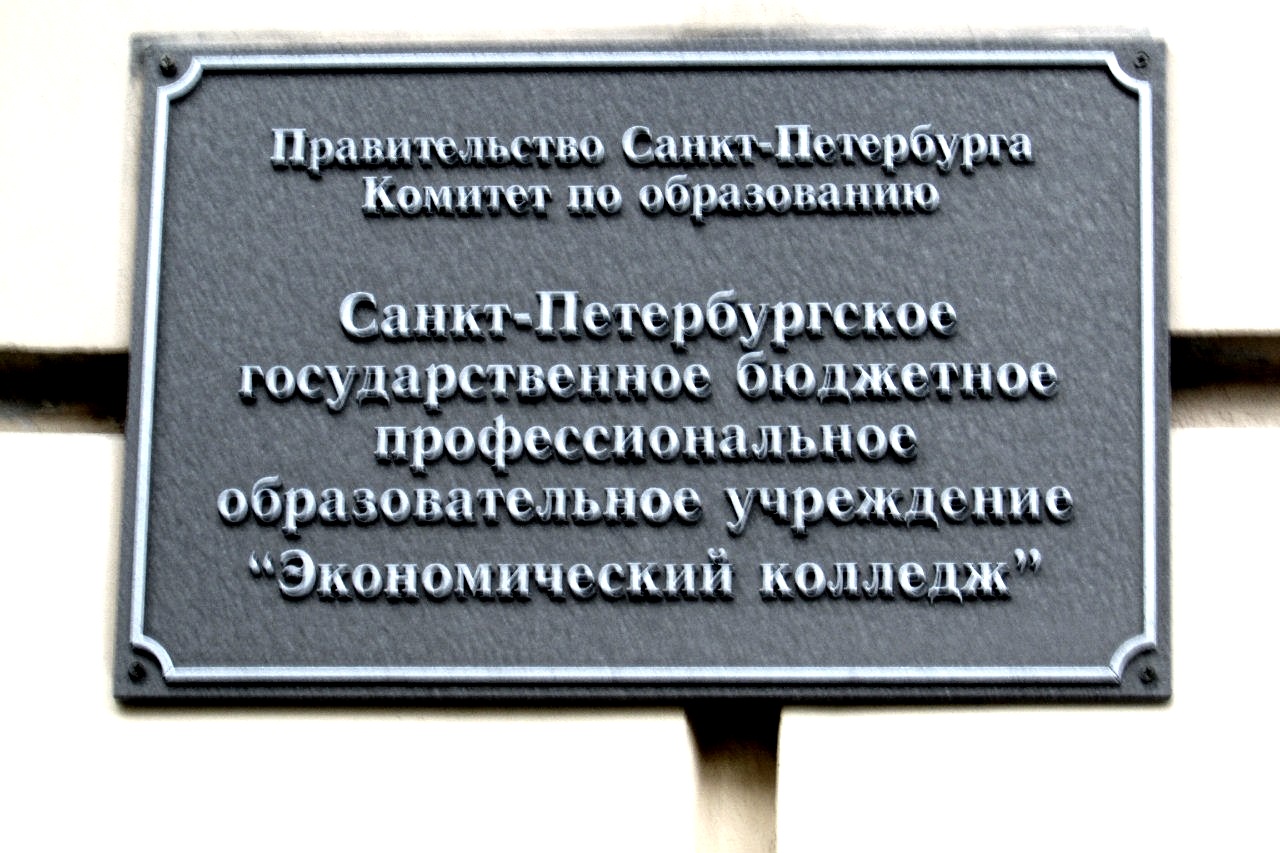 Правительство Санкт-Петербурга
Комитет по образованию
Санкт-Петербургское
государственное бюджетное
профессиональное
образовательное учреждение
“Экономический колледж”